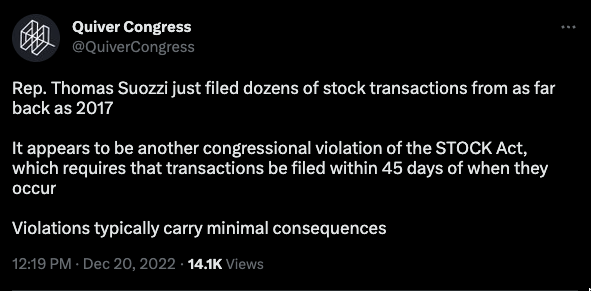 Quiver Congress
@QuiverCongress
Rep. Thomas Suozzi just filed dozens of stock transactions from as far
back as 2017
It appears to be another congressional violation of the STOCK Act,
which requires that transactions be filed within 45 days of when they
occur
Violations typically carry minimal consequences
12:19 PM · Dec 20, 2022 · 14.1K Views